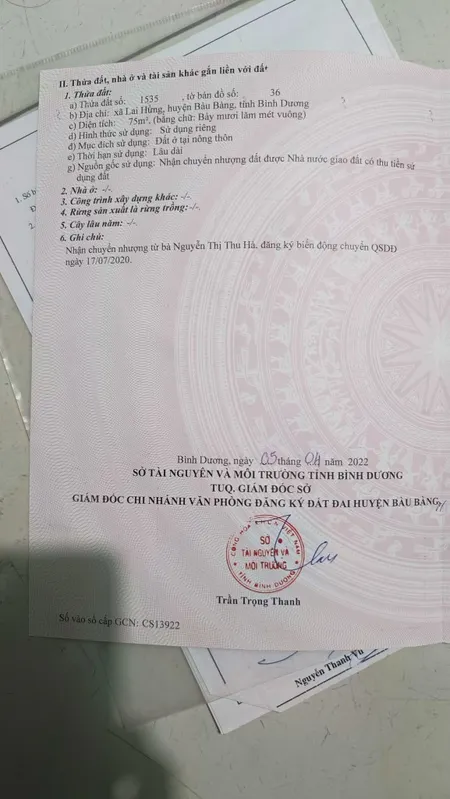 II. Thửa đất, nhà ở và tài sản khác gắn liền với đất
1. Thửa đất:
a) Thửa đất số: 1535 , tờ bản đồ số: 36
b) Địa chỉ: xã Lai Hưng, huyện Bàu Bàng, tỉnh Bình Dương
c) Diện tích: 75m², (bằng chữ: Bảy mươi lăm mét vuông)
d) Hình thức sử dụng: Sử dụng riêng
đ) Mục đích sử dụng: Đất ở tại nông thôn
e) Thời hạn sử dụng: Lâu dài
g) Nguồn gốc sử dụng: Nhận chuyển nhượng đất được Nhà nước giao đất có thu tiền sử
dụng đất
2. Nhà ở: -/-.
3. Công trình xây dựng khác: -/-.
4. Rừng sản xuất là rừng trồng: -/-.
5. Cây lâu năm: -/-.
6. Ghi chú:
Nhận chuyển nhượng từ bà Nguyễn Thị Thu Hà, đăng ký biến động chuyển QSDĐ
ngày 17/07/2020.
Bình Dương, ngày 05 tháng 04 năm 2022
SỞ TÀI NGUYÊN VÀ MÔI TRƯỜNG TỈNH BÌNH DƯƠNG
TUQ. GIÁM ĐỐC SỞ
GIÁM ĐỐC CHI NHÁNH VĂN PHÒNG ĐĂNG KÝ ĐẤT ĐAI HUYỆN BÀU BÀNG
SỞ
TÀI NGUYÊN VÀ
MÔI TRƯỜNG
TỈNH BÌNH DƯƠNG
Trần Trọng Thanh
Số vào sổ cấp GCN: CS13922
Nguyễn Thanh Vũ